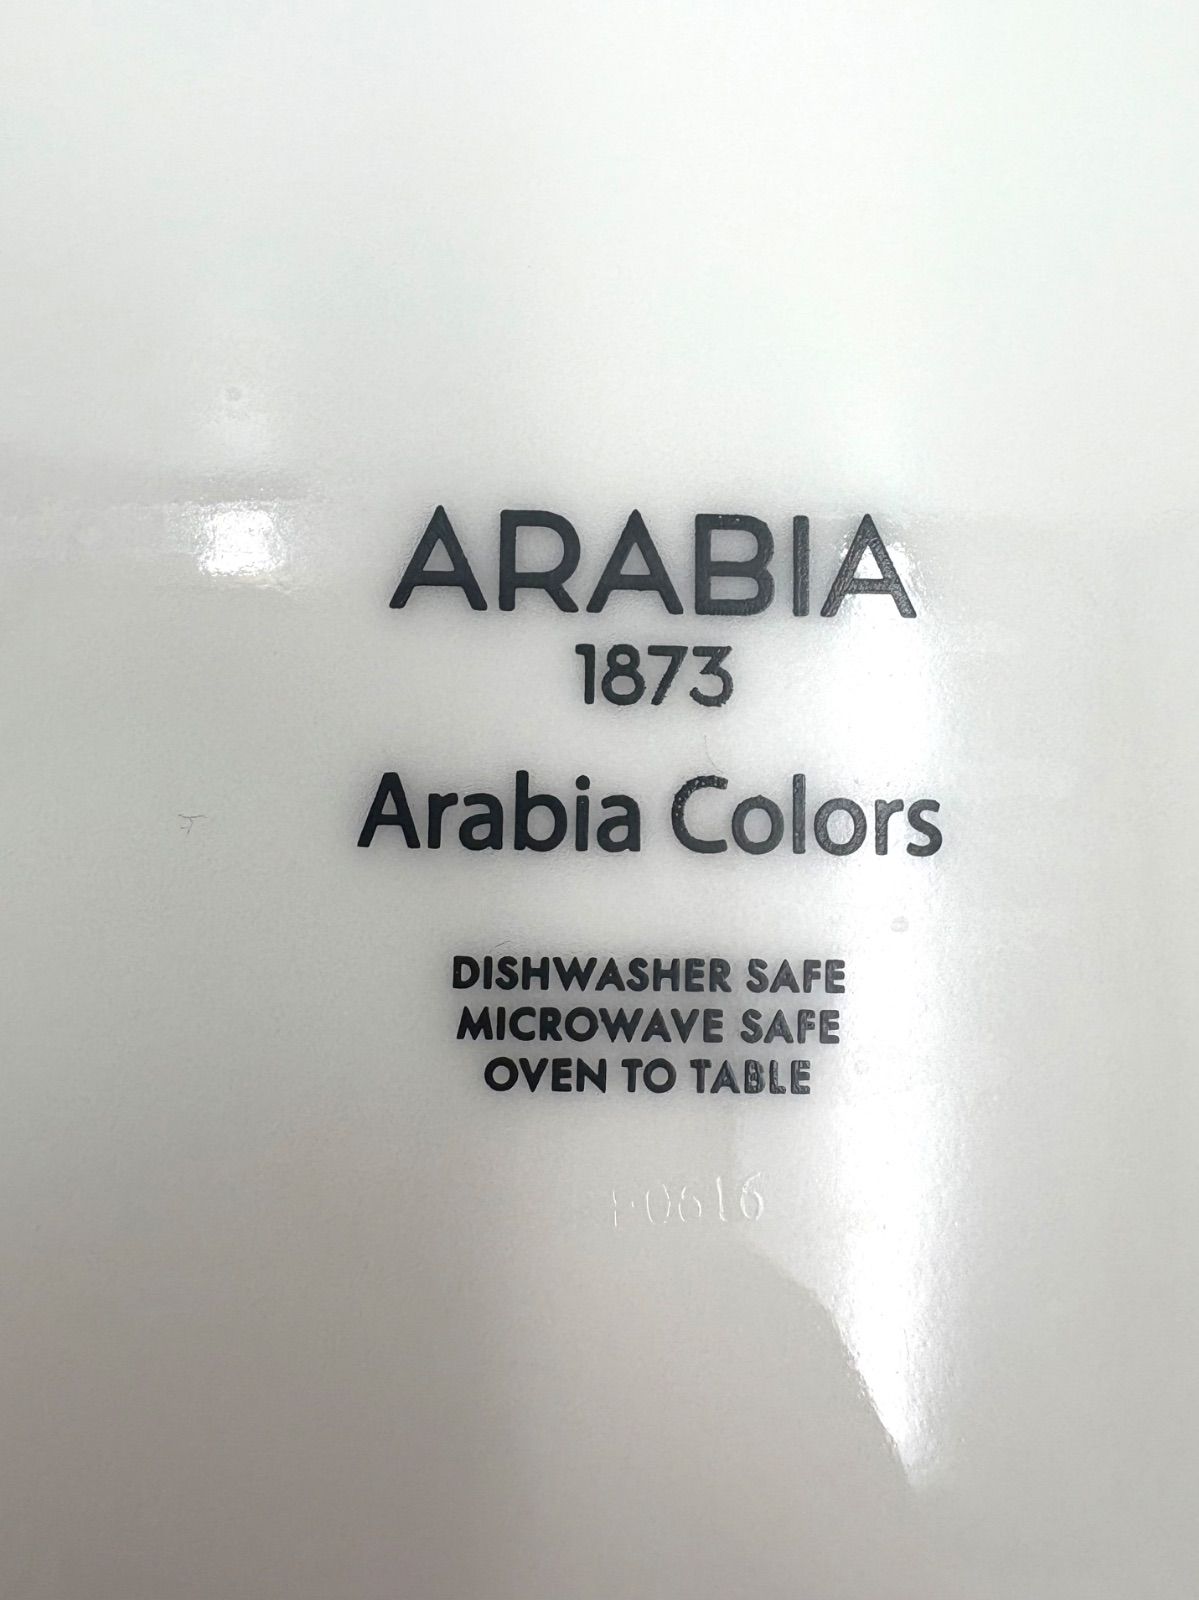 ARABIA
1873
Arabia Colors
DISHWASHER SAFE
MICROWAVE SAFE
OVEN TO TABLE